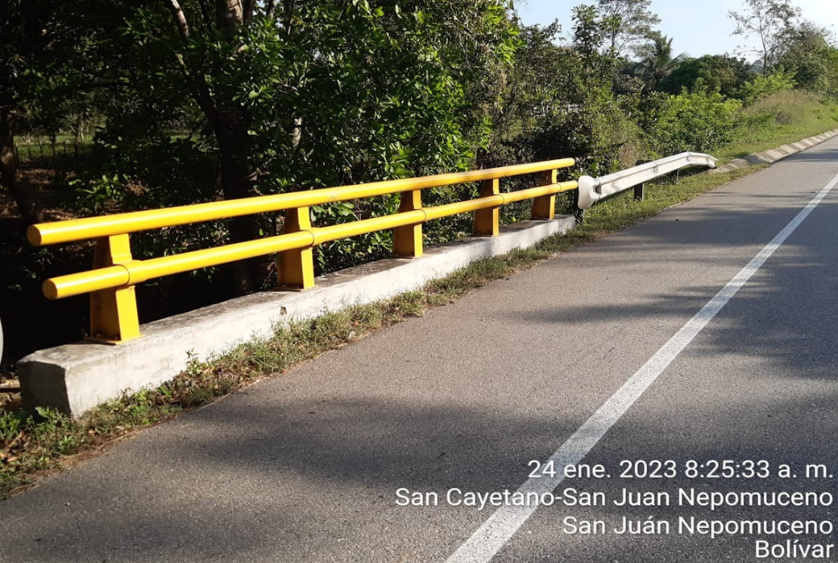 24 ene. 2023 8:25:33 a. m.
San Cayetano-San Juan Nepomuceno
San Juán Nepomuceno
Bolívar